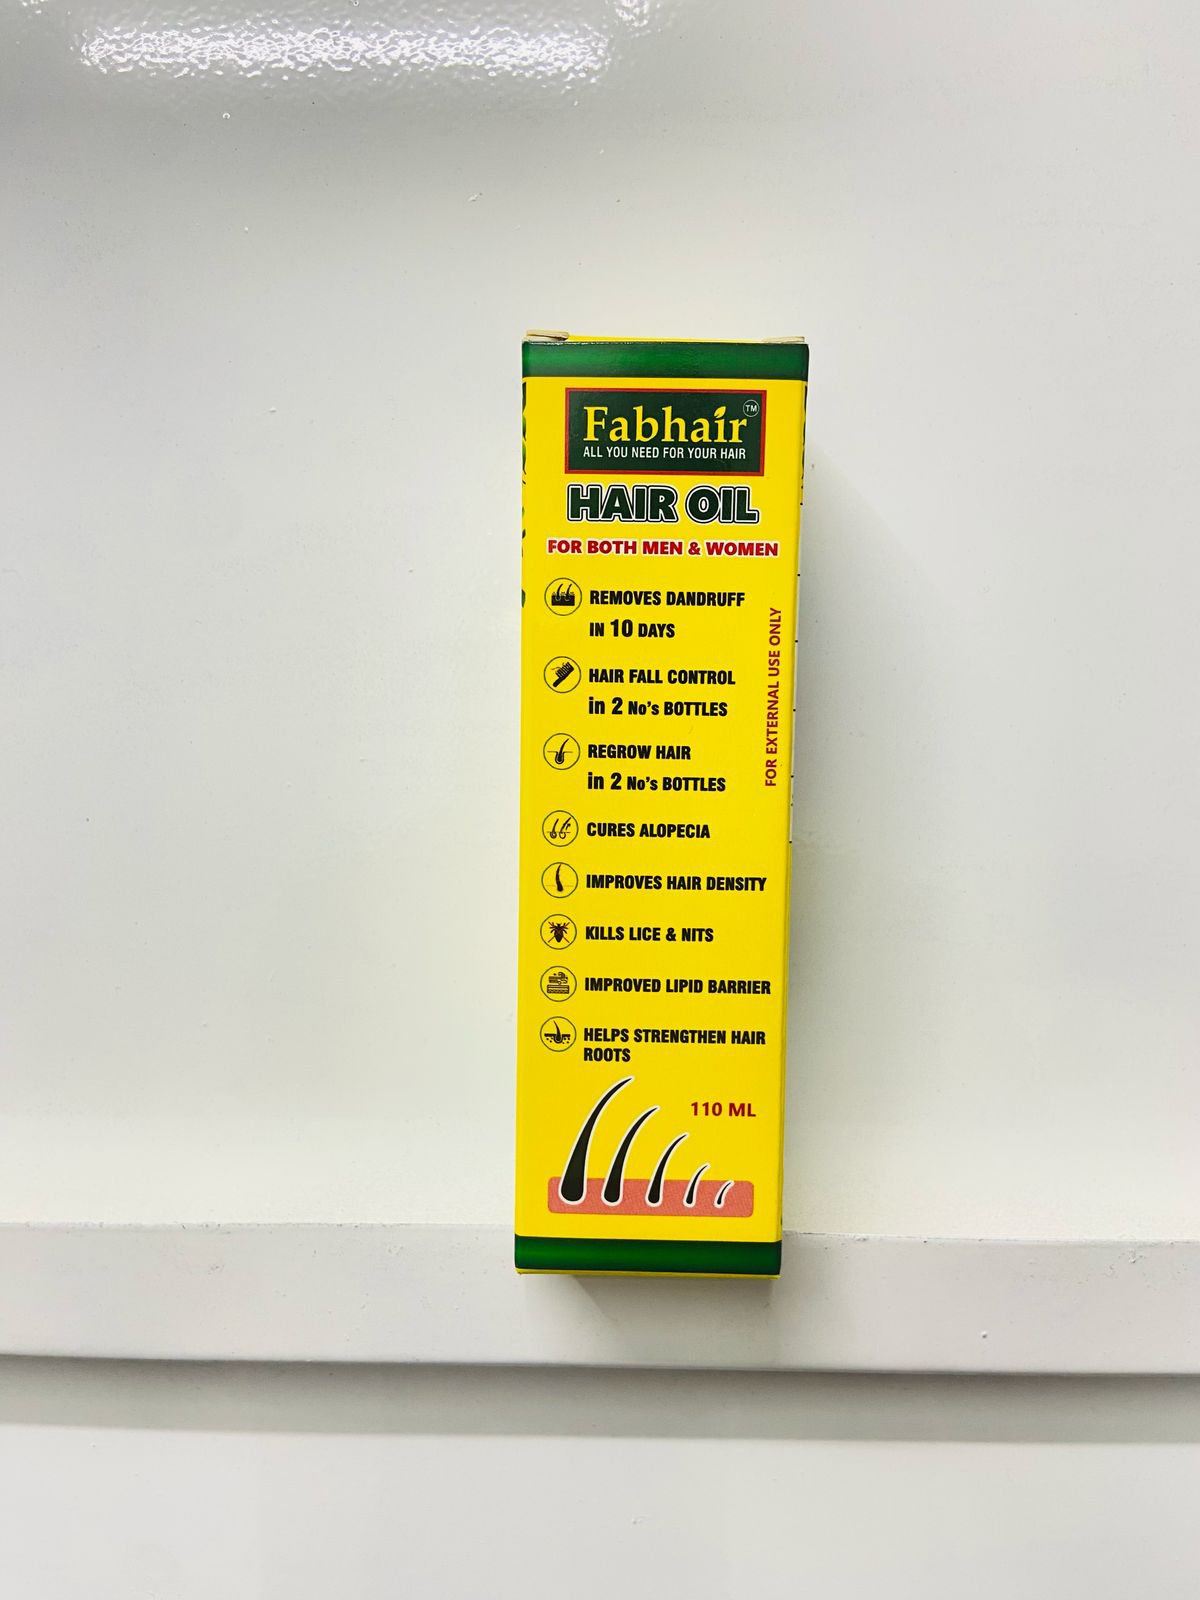 Fabhair TM
ALL YOU NEED FOR YOUR HAIR
HAIR OIL
FOR BOTH MEN & WOMEN
REMOVES DANDRUFF
IN 10 DAYS
HAIR FALL CONTROL
in 2 No's BOTTLES
REGROW HAIR
in 2 No's BOTTLES
CURES ALOPECIA
IMPROVES HAIR DENSITY
KILLS LICE & NITS
IMPROVED LIPID BARRIER
HELPS STRENGTHEN HAIR
ROOTS
110 ML
FOR EXTERNAL USE ONLY